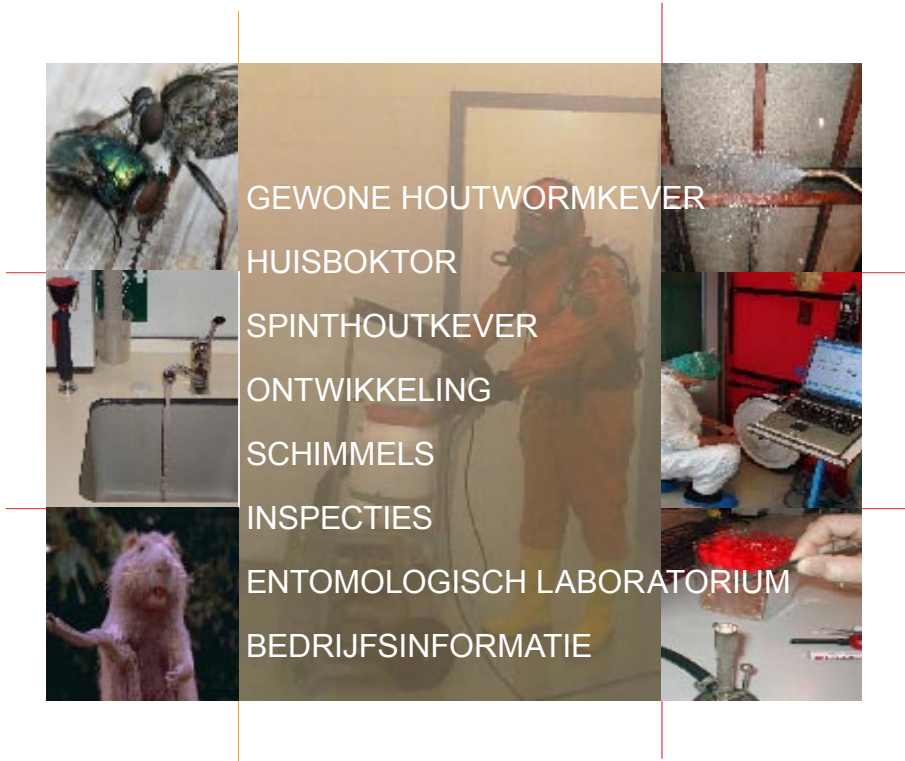 GEWONE HOUTWORMKEVER
HUISBOKTOR
SPINTHOUTKEVER
ONTWIKKELING
SCHIMMELS
INSPECTIES
ENTOMOLOGISCH LABORATORIUM
BEDRIJFSINFORMATIE